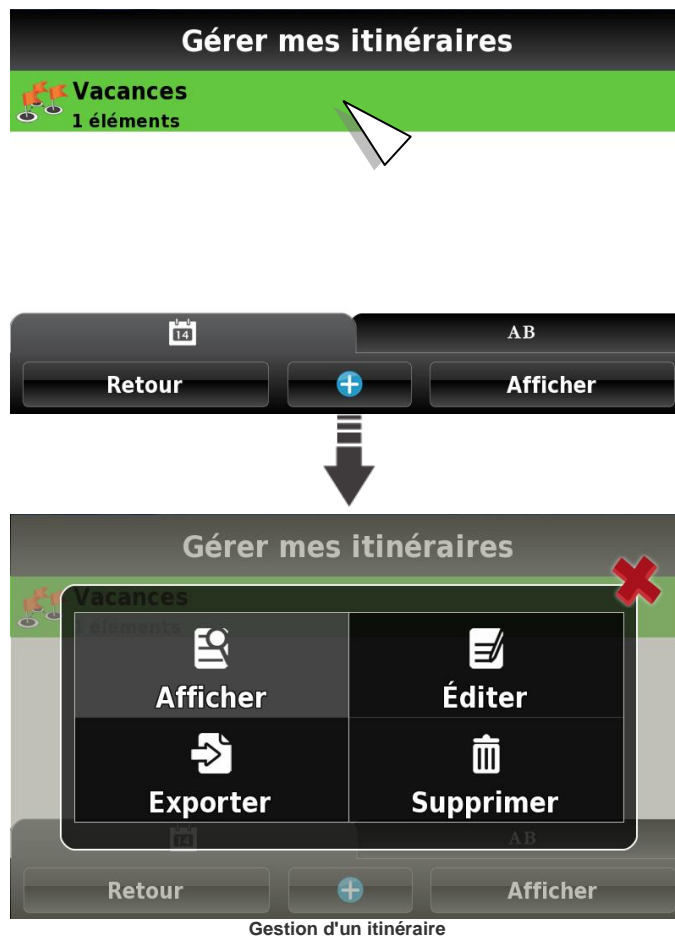 Gérer mes itinéraires
Vacances
1 éléments
14
AB
Retour
Afficher
Gérer mes itinéraires
Vacances
1 éléments
Afficher
Éditer
Exporter
Supprimer
14
AB
Retour
Afficher
Gestion d'un itinéraire